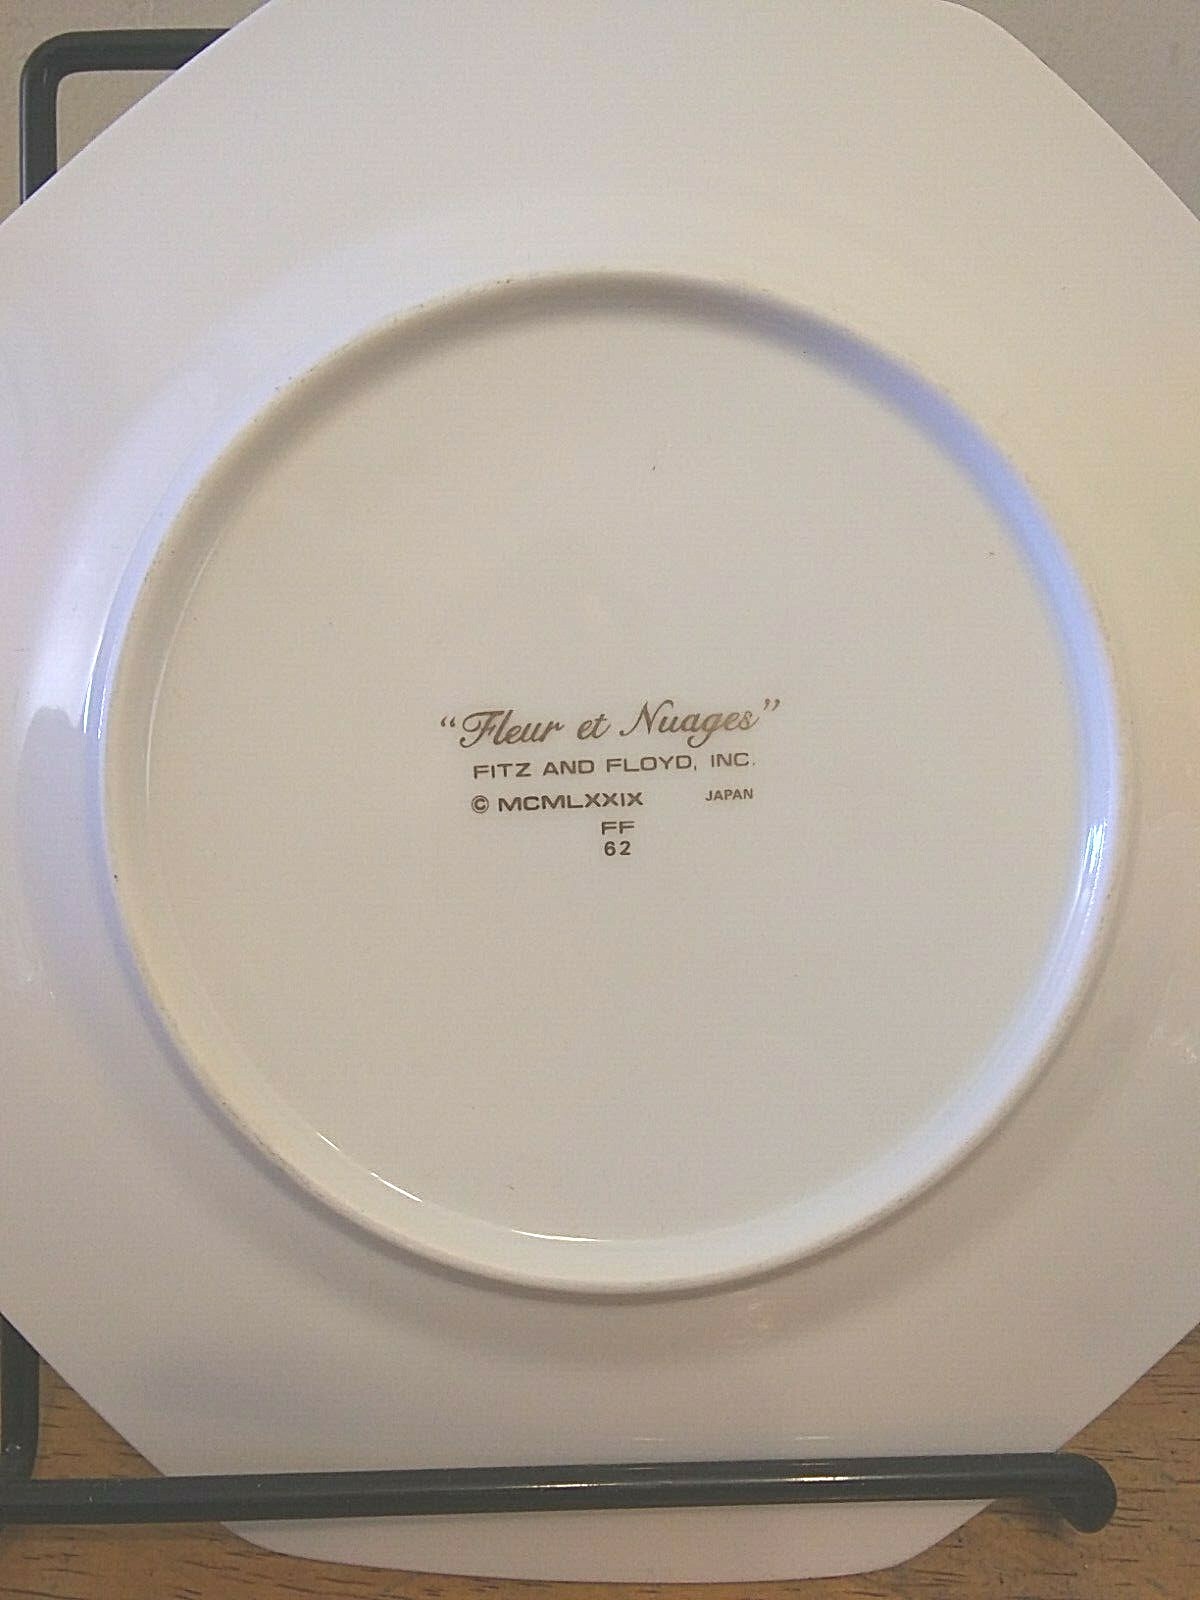 “Fleur et Nuages”
FITZ AND FLOYD, INC.
© MCMLXXIX JAPAN
FF
62